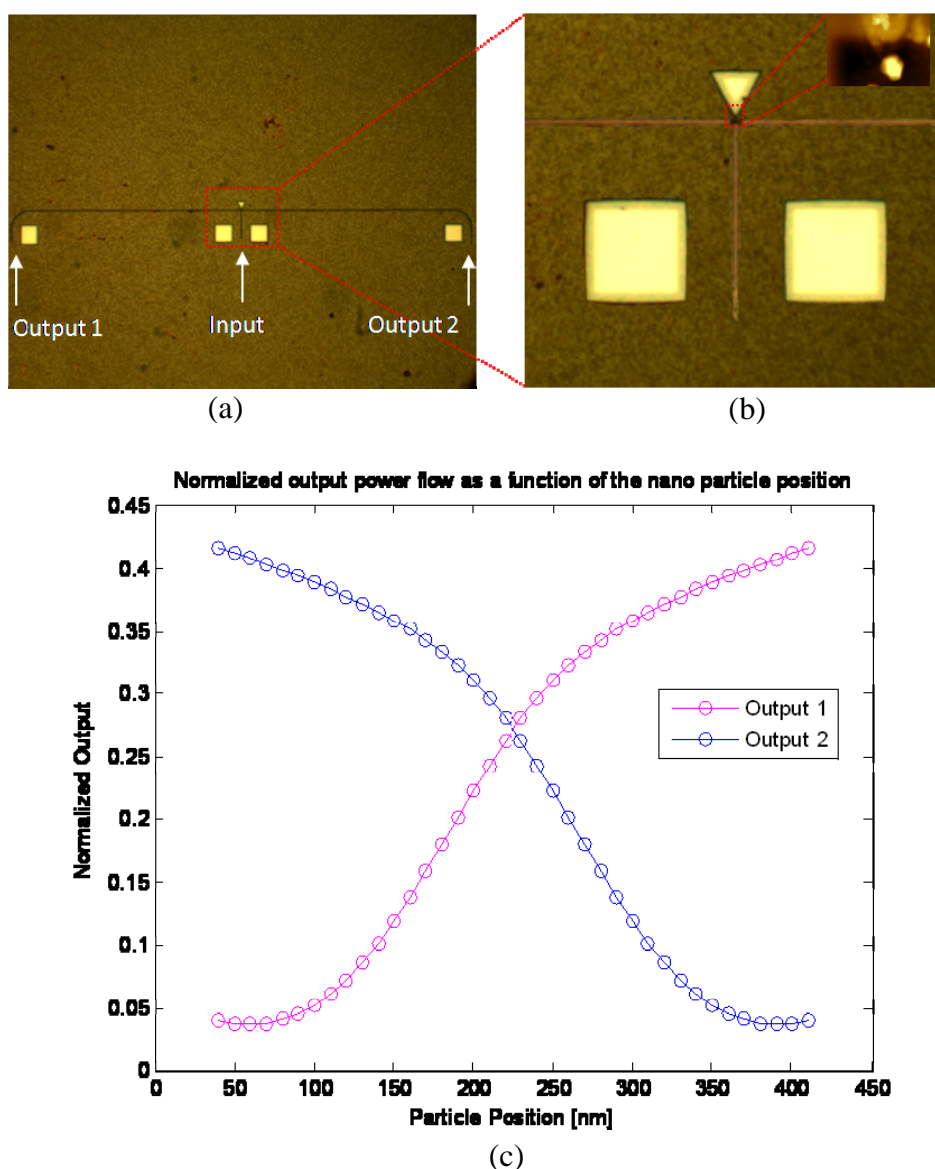 Output 1
Input
Output 2
(a)
(b)
Normalized output power flow as a function of the nano particle position
Normalized Output
0.45
0.4
0.35
0.3
0.25
0.2
0.15
0.1
0.05
0
Output 1
Output 2
0 50 100 150 200 250 300 350 400 450
Particle Position [nm]
(c)